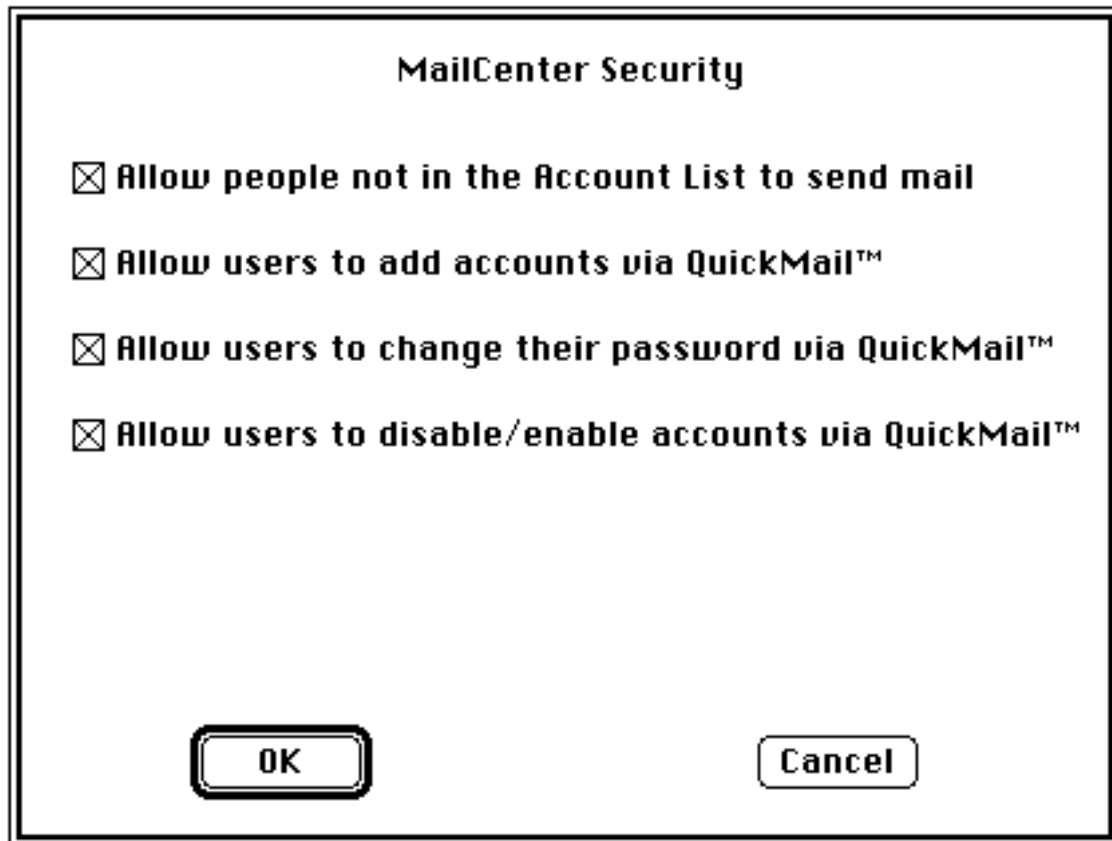 MailCenter Security
Allow people not in the Account List to send mail
Allow users to add accounts via QuickMail™
Allow users to change their password via QuickMail™
Allow users to disable/enable accounts via QuickMail™
OK
Cancel